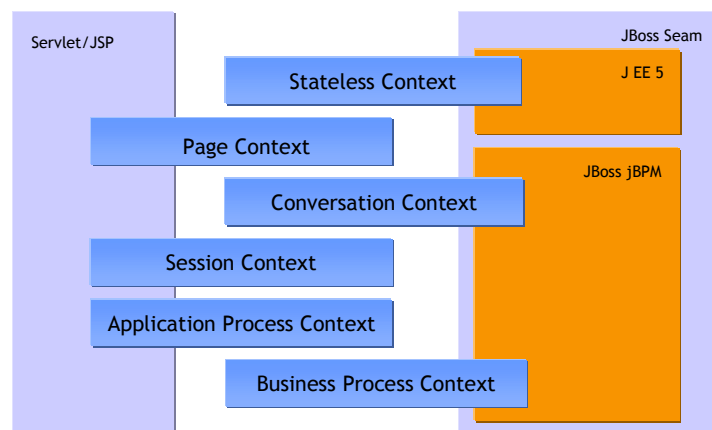 Servlet/JSP
JBoss Seam
J EE 5
Stateless Context
Page Context
JBoss jBPM
Conversation Context
Session Context
Application Process Context
Business Process Context